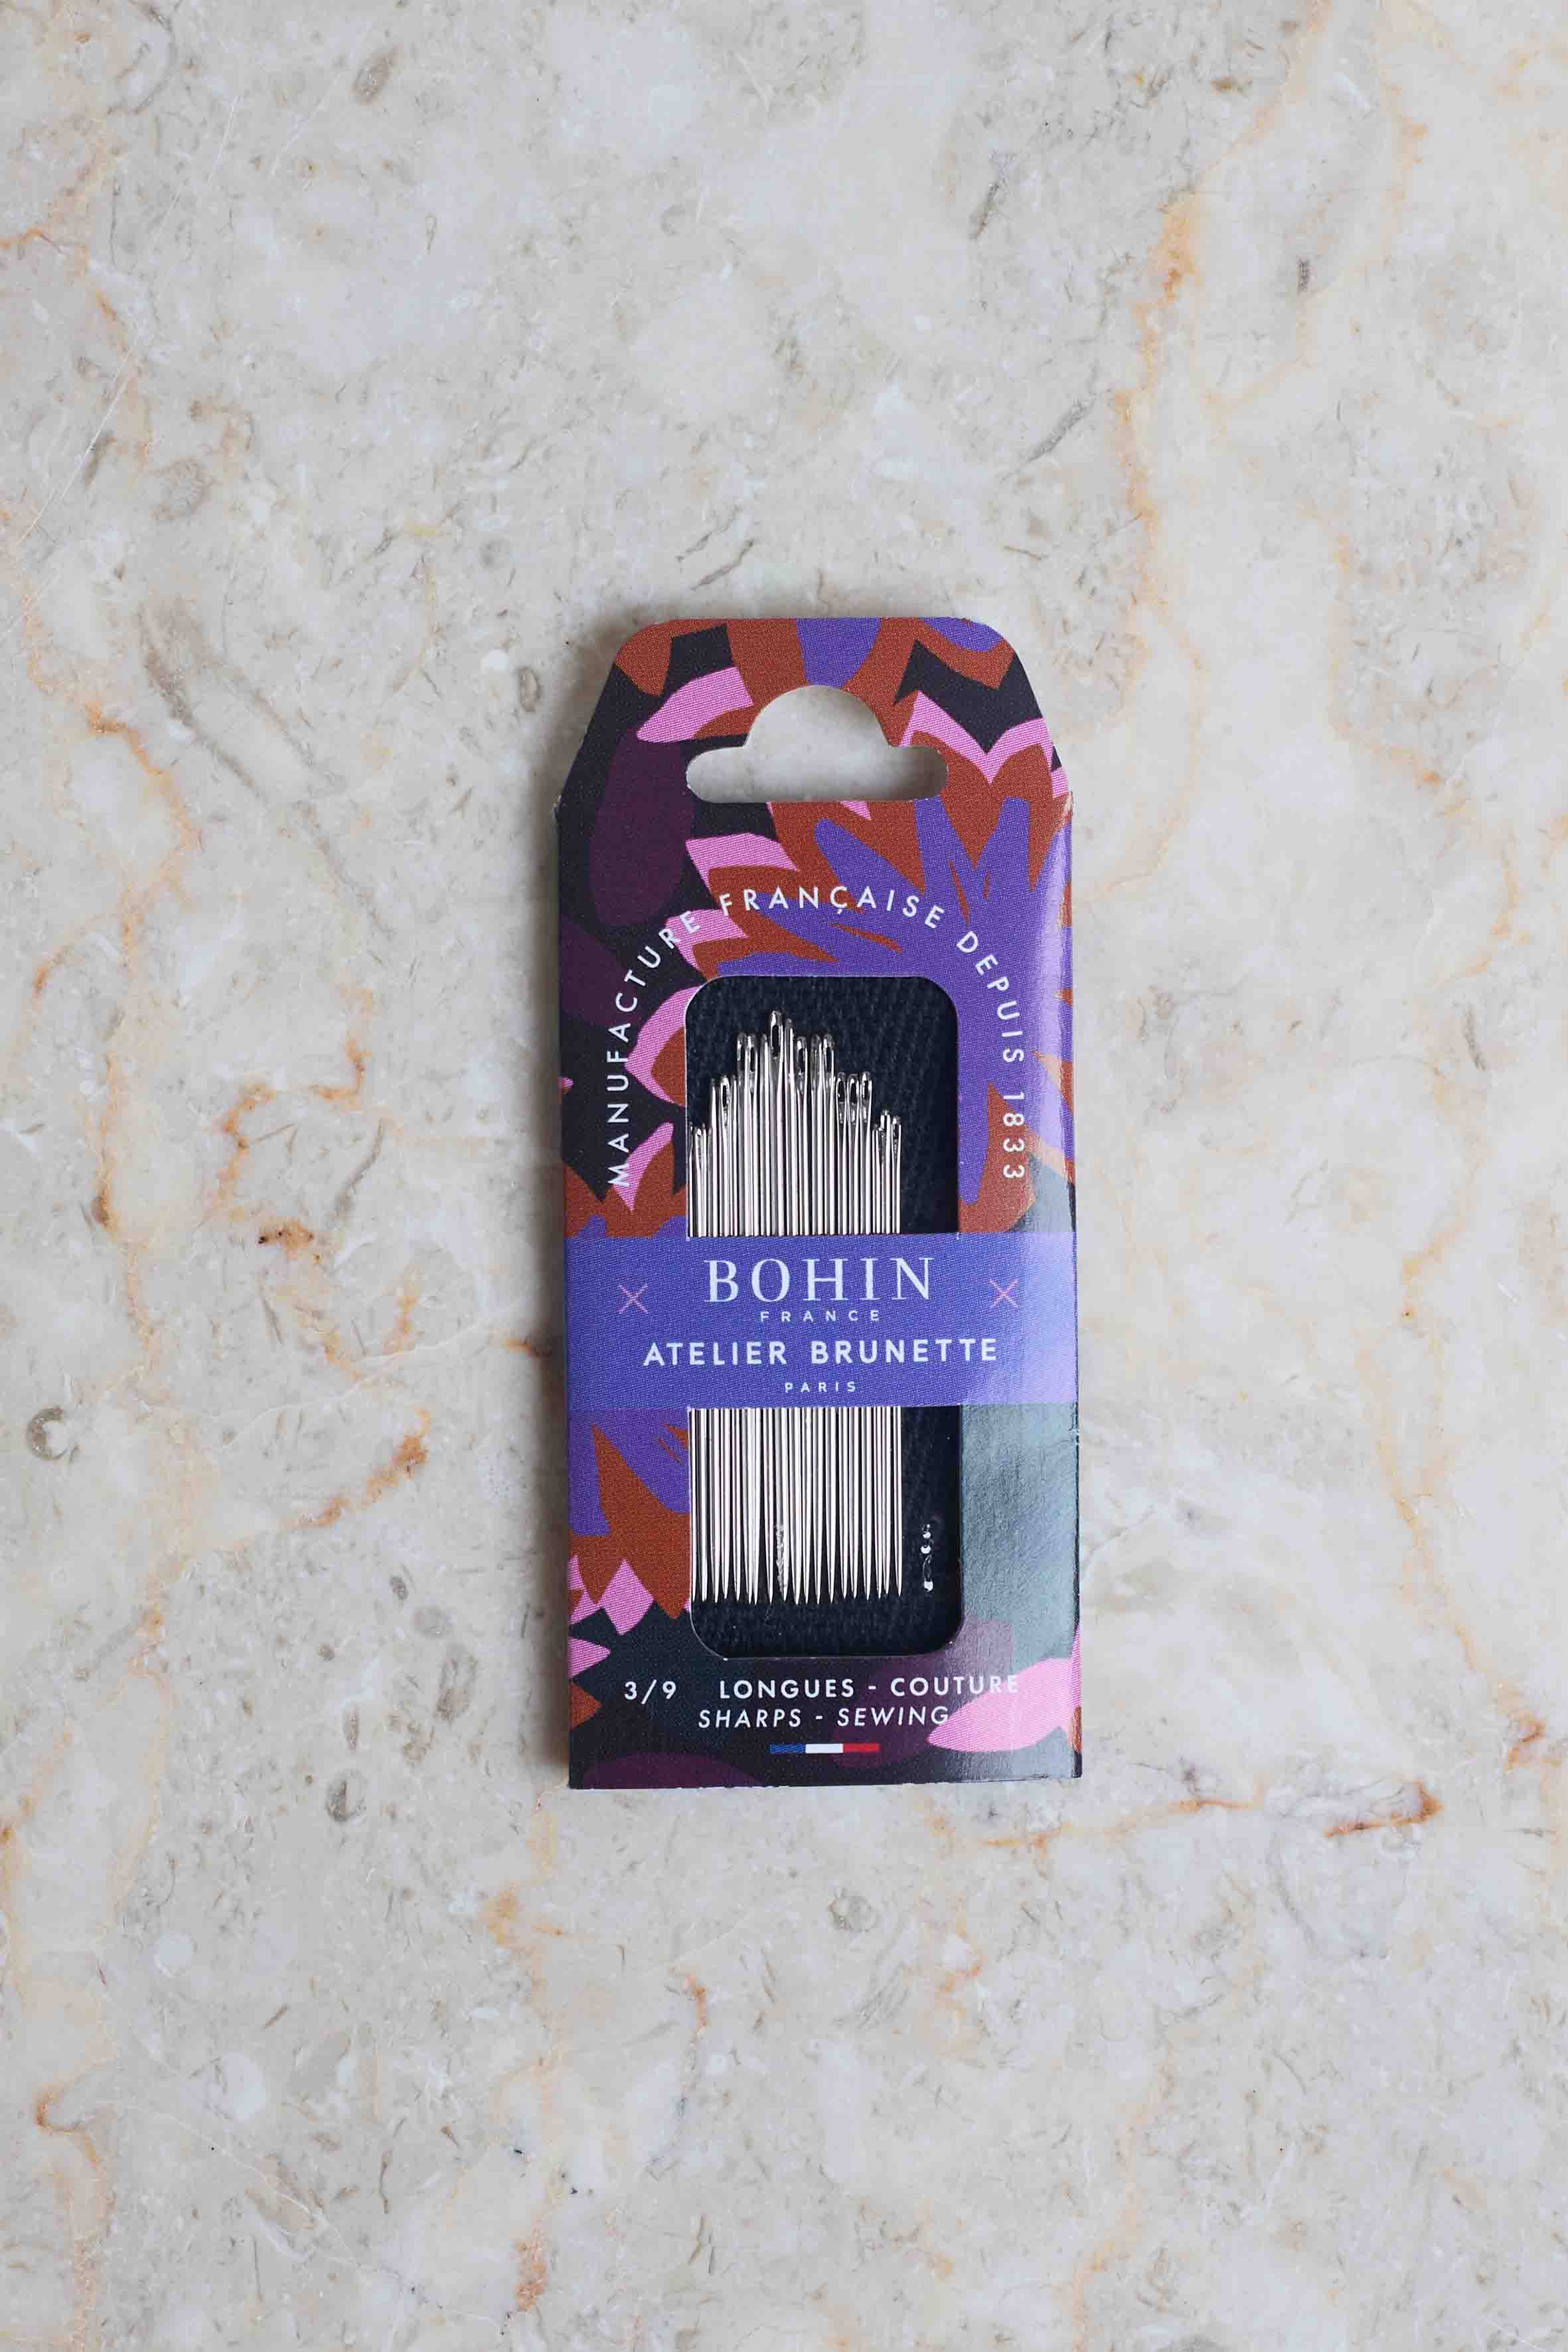 MANUFACTURE FRANÇAISE DEPUIS 1833
BOHIN
FRANCE
ATELIER BRUNETTE
PARIS
3/9 LONGUES - COUTURE
SHARPS - SEWING